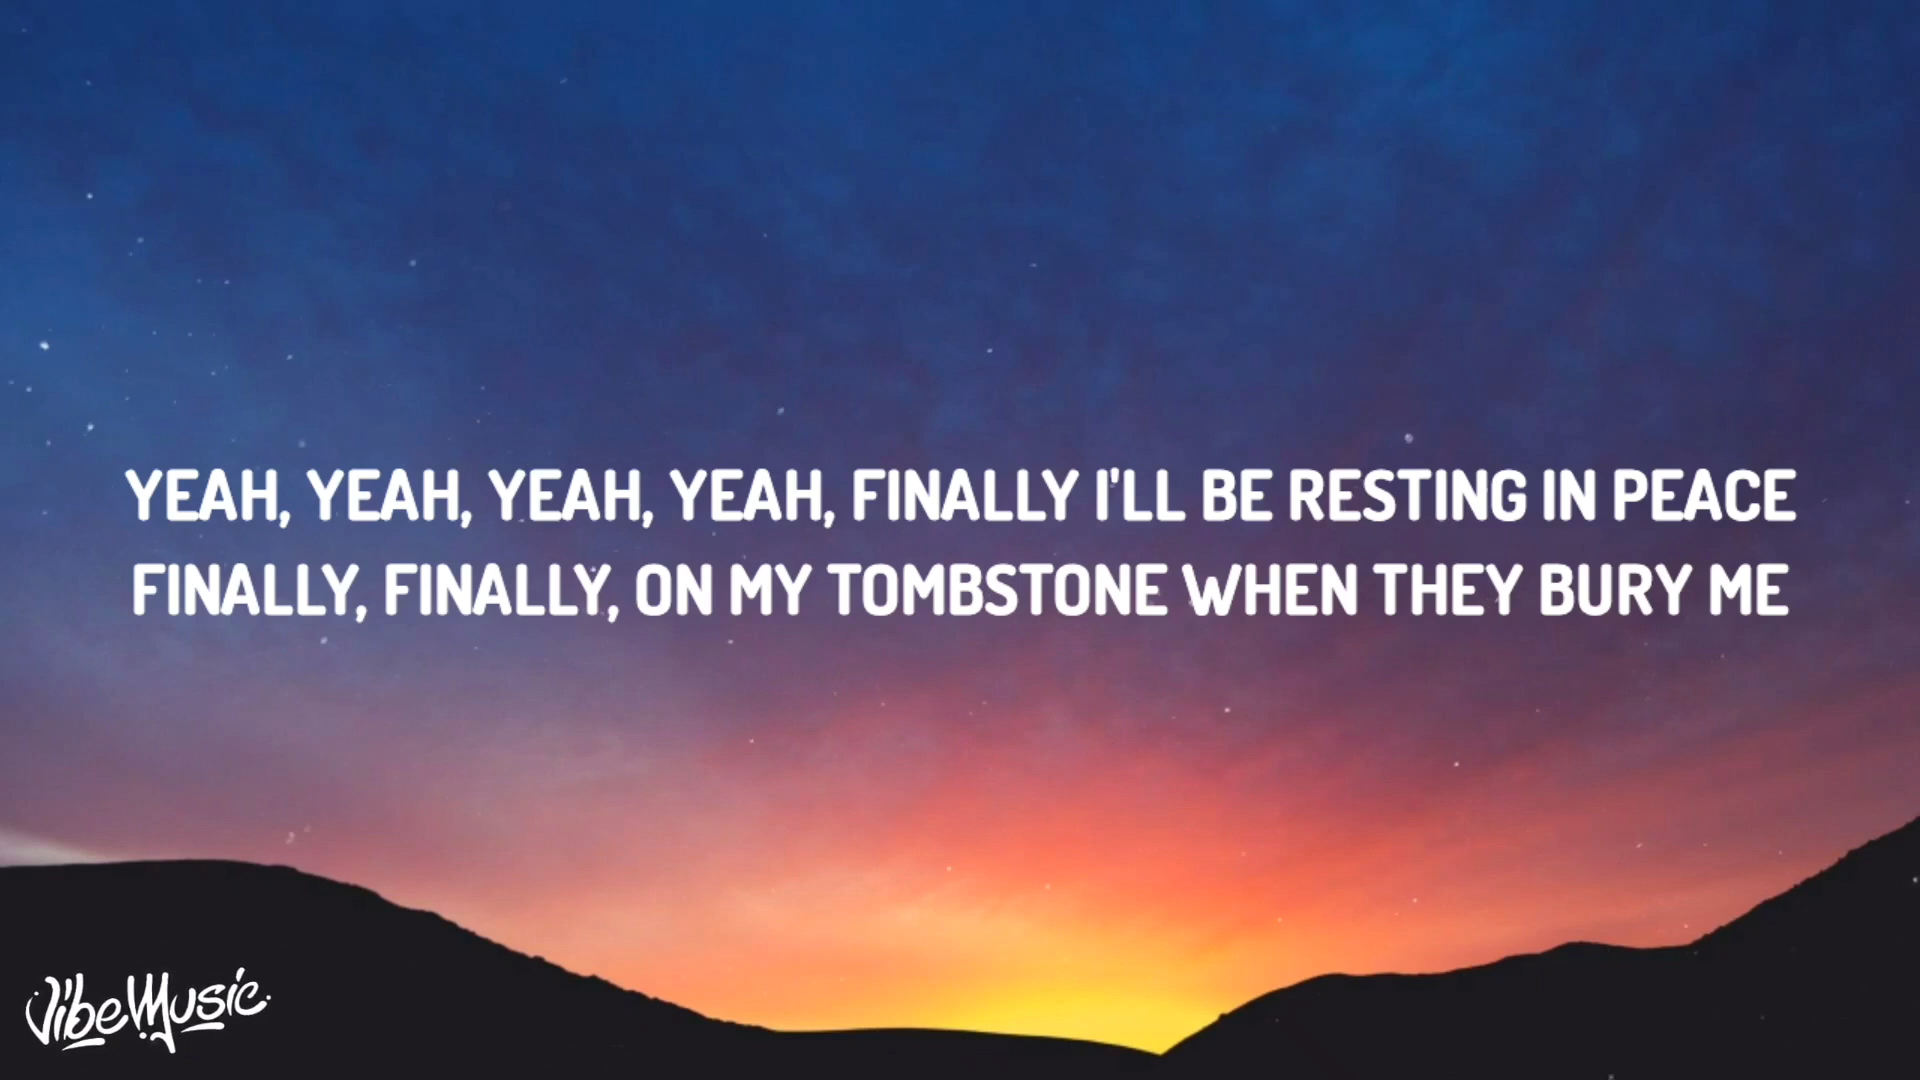 YEAH, YEAH, YEAH, YEAH, FINALLY I'LL BE RESTING IN PEACE
FINALLY, FINALLY, ON MY TOMBSTONE WHEN THEY BURY ME
VibeMusic